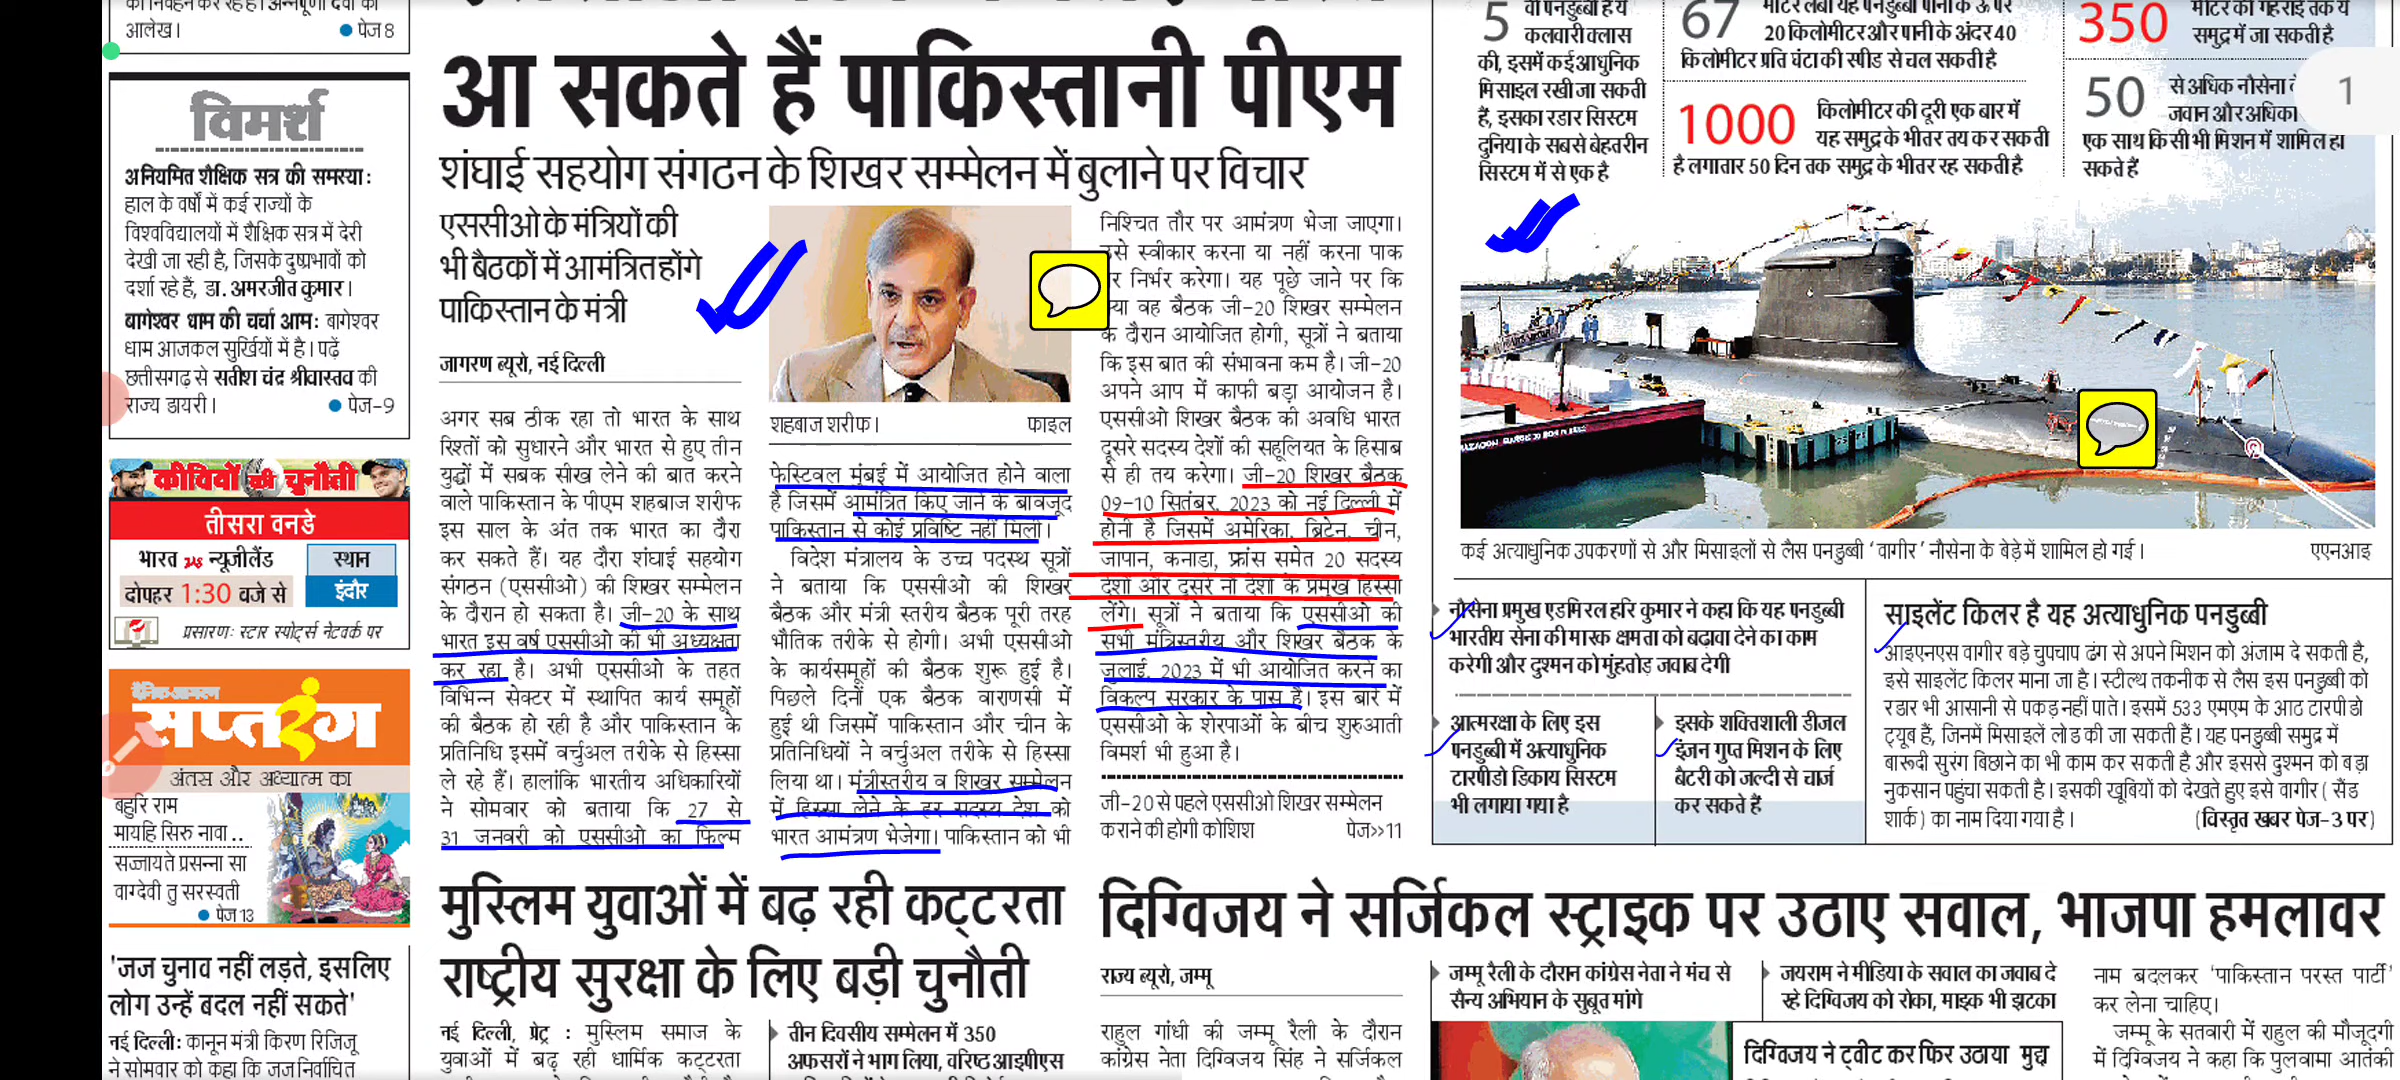 आलेख।
● पेज 8
विमर्श
अनियमित शैक्षिक सत्र की समस्या:
हाल के वर्षों में कई राज्यों के
विश्वविद्यालयों में शैक्षिक सत्र में देरी
देखी जा रही है, जिसके दुष्प्रभावों को
दर्शा रहे हैं, डा. अमरजीत कुमार।
बागेश्वर धाम की चर्चा आम: बागेश्वर
धाम आजकल सुर्खियों में है। पढ़ें
छत्तीसगढ़ से सतीश चंद्र श्रीवास्तव की
राज्य डायरी।
● पेज-9
कीवियों की चुनौती
तीसरा वनडे
भारत vs न्यूजीलैंड
स्थान
दोपहर 1:30 बजे से
इंदौर
प्रसारण: स्टार स्पोर्ट्स नेटवर्क पर
दैनिक जागरण
सप्तरंग
अंतस और अध्यात्म का
बहुरि राम
मायहि सिरु नावा ..
सज्जायते प्रसन्ना सा
वाग्देवी तु सरस्वती
● पेज 13
'जज चुनाव नहीं लड़ते, इसलिए
लोग उन्हें बदल नहीं सकते'
नई दिल्ली: कानून मंत्री किरण रिजिजू
ने सोमवार को कहा कि जज निर्वाचित
आ सकते हैं पाकिस्तानी पीएम
शंघाई सहयोग संगठन के शिखर सम्मेलन में बुलाने पर विचार
एससीओ के मंत्रियों की
भी बैठकों में आमंत्रित होंगे
पाकिस्तान के मंत्री
जागरण ब्यूरो, नई दिल्ली
अगर सब ठीक रहा तो भारत के साथ
रिश्तों को सुधारने और भारत से हुए तीन
युद्धों में सबक सीख लेने की बात करने
वाले पाकिस्तान के पीएम शहबाज शरीफ
इस साल के अंत तक भारत का दौरा
कर सकते हैं। यह दौरा शंघाई सहयोग
संगठन (एससीओ) की शिखर सम्मेलन
के दौरान हो सकता है। जी-20 के साथ
भारत इस वर्ष एससीओ की भी अध्यक्षता
कर रहा है। अभी एससीओ के तहत
विभिन्न सेक्टर में स्थापित कार्य समूहों
की बैठक हो रही है और पाकिस्तान के
प्रतिनिधि इसमें वर्चुअल तरीके से हिस्सा
ले रहे हैं। हालांकि भारतीय अधिकारियों
ने सोमवार को बताया कि 27 से
31 जनवरी को एससीओ का फिल्म
शहबाज शरीफ।
फाइल
फेस्टिवल मुंबई में आयोजित होने वाला
है जिसमें आमंत्रित किए जाने के बावजूद
पाकिस्तान से कोई प्रविष्टि नहीं मिली।
विदेश मंत्रालय के उच्च पदस्थ सूत्रों
ने बताया कि एससीओ की शिखर
बैठक और मंत्री स्तरीय बैठक पूरी तरह
भौतिक तरीके से होगी। अभी एससीओ
के कार्यसमूहों की बैठक शुरू हुई है।
पिछले दिनों एक बैठक वाराणसी में
हुई थी जिसमें पाकिस्तान और चीन के
प्रतिनिधियों ने वर्चुअल तरीके से हिस्सा
लिया था। मंत्रीस्तरीय व शिखर सम्मेलन
में हिस्सा लेने के हर सदस्य देश को
भारत आमंत्रण भेजेगा। पाकिस्तान को भी
निश्चित तौर पर आमंत्रण भेजा जाएगा।
स्वीकार करना या नहीं करना पाक
निर्भर करेगा। यह पूछे जाने पर कि
वह बैठक जी-20 शिखर सम्मेलन
के दौरान आयोजित होगी, सूत्रों ने बताया
कि इस बात की संभावना कम है। जी-20
अपने आप में काफी बड़ा आयोजन है।
एससीओ शिखर बैठक की अवधि भारत
दूसरे सदस्य देशों की सहूलियत के हिसाब
से ही तय करेगा। जी-20 शिखर बैठक
09-10 सितंबर, 2023 को नई दिल्ली में
होनी है जिसमें अमेरिका, ब्रिटेन, चीन,
जापान, कनाडा, फ्रांस समेत 20 सदस्य
देशों और दूसरे नौ देशों के प्रमुख हिस्सा
लेंगे। सूत्रों ने बताया कि एससीओ की
सभी मंत्रिस्तरीय और शिखर बैठक के
जुलाई, 2023 में भी आयोजित करने का
विकल्प सरकार के पास है। इस बारे में
एससीओ के शेरपाओं के बीच शुरुआती
विमर्श भी हुआ है।
जी-20 से पहले एससीओ शिखर सम्मेलन
कराने की होगी कोशिश
पेज>>11
5 वीं पनडुब्बी है ये
कलवारी क्लास
की, इसमें कई आधुनिक
मिसाइल रखी जा सकती
हैं, इसका रडार सिस्टम
दुनिया के सबसे बेहतरीन
सिस्टम में से एक है
67 मीटर लंबी यह पनडुब्बी पानी के ऊपर
20 किलोमीटर और पानी के अंदर 40
किलोमीटर प्रति घंटा की स्पीड से चल सकती है
1000 किलोमीटर की दूरी एक बार में
यह समुद्र के भीतर तय कर सकती
है लगातार 50 दिन तक समुद्र के भीतर रह सकती है
350 मीटर की गहराई तक ये
समुद्र में जा सकती है
50 से अधिक नौसेना
जवान और
एक साथ किसी भी मिशन में शामिल हो
सकते हैं
1
कई अत्याधुनिक उपकरणों से और मिसाइलों से लैस पनडुब्बी 'वागीर' नौसेना के बेड़े में शामिल हो गई।
एएनआइ
नौसेना प्रमुख एडमिरल हरि कुमार ने कहा कि यह पनडुब्बी
भारतीय सेना की मारक क्षमता को बढ़ावा देने का काम
करेगी और दुश्मन को मुंहतोड़ जवाब देगी
आत्मरक्षा के लिए इस
पनडुब्बी में अत्याधुनिक
टारपीडो डिकाय सिस्टम
भी लगाया गया है
इसके शक्तिशाली डीजल
इंजन गुप्त मिशन के लिए
बैटरी को जल्दी से चार्ज
कर सकते हैं
साइलेंट किलर है यह अत्याधुनिक पनडुब्बी
आइएनएस वागीर बड़े चुपचाप ढंग से अपने मिशन को अंजाम दे सकती है,
इसे साइलेंट किलर माना जा है। स्टील्थ तकनीक से लैस इस पनडुब्बी को
रडार भी आसानी से पकड़ नहीं पाते। इसमें 533 एमएम के आठ टारपीडो
ट्यूब हैं, जिनमें मिसाइलें लोड की जा सकती हैं। यह पनडुब्बी समुद्र में
बारूदी सुरंग बिछाने का भी काम कर सकती है और इससे दुश्मन को बड़ा
नुकसान पहुंचा सकती है। इसकी खूबियों को देखते हुए इसे वागीर ( सैंड
शार्क) का नाम दिया गया है।
(विस्तृत खबर पेज-3 पर)
मुस्लिम युवाओं में बढ़ रही कट्टरता
राष्ट्रीय सुरक्षा के लिए बड़ी चुनौती
नई दिल्ली, प्रेट्र : मुस्लिम समाज के
युवाओं में बढ़ रही धार्मिक कट्टरता
तीन दिवसीय सम्मेलन में 350
अफसरों ने भाग लिया, वरिष्ठ आइपीएस
दिग्विजय ने सर्जिकल स्ट्राइक पर उठाए सवाल, भाजपा हमलावर
राज्य ब्यूरो, जम्मू
राहुल गांधी की जम्मू रैली के दौरान
कांग्रेस नेता दिग्विजय सिंह ने सर्जिकल
जम्मू रैली के दौरान कांग्रेस नेता ने मंच से
सैन्य अभियान के सुबूत मांगे
जयराम ने मीडिया के सवाल का जवाब दे
रहे दिग्विजय को रोका, माइक भी झटका
दिग्विजय ने ट्वीट कर फिर उठाया मुद्दा
नाम बदलकर 'पाकिस्तान परस्त पार्टी'
कर लेना चाहिए।
जम्मू के सतवारी में राहुल की मौजूदगी
में दिग्विजय ने कहा कि पुलवामा आतंकी